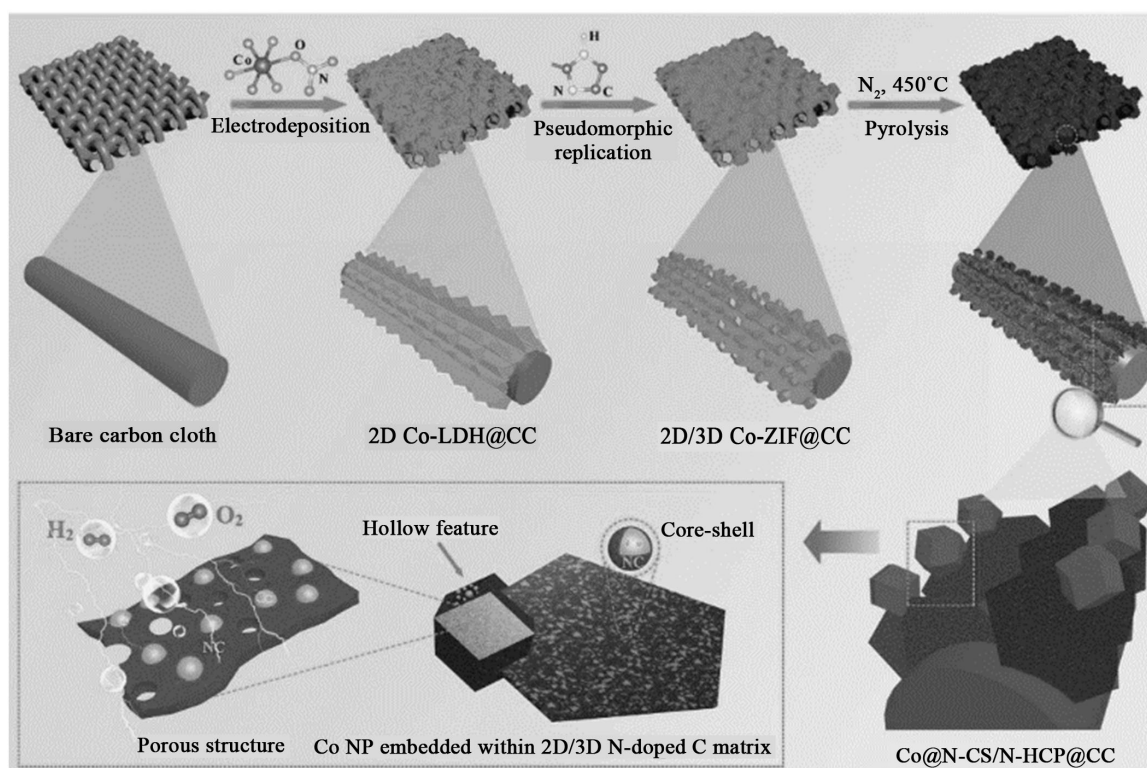 H
O
Co
N
N
C
N₂, 450°C
Electrodeposition
Pseudomorphic
replication
Pyrolysis
Bare carbon cloth
2D Co-LDH@CC
2D/3D Co-ZIF@CC
H₂
O₂
Hollow feature
Core-shell
NC
NC
Porous structure
Co NP embedded within 2D/3D N-doped C matrix
Co@N-CS/N-HCP@CC